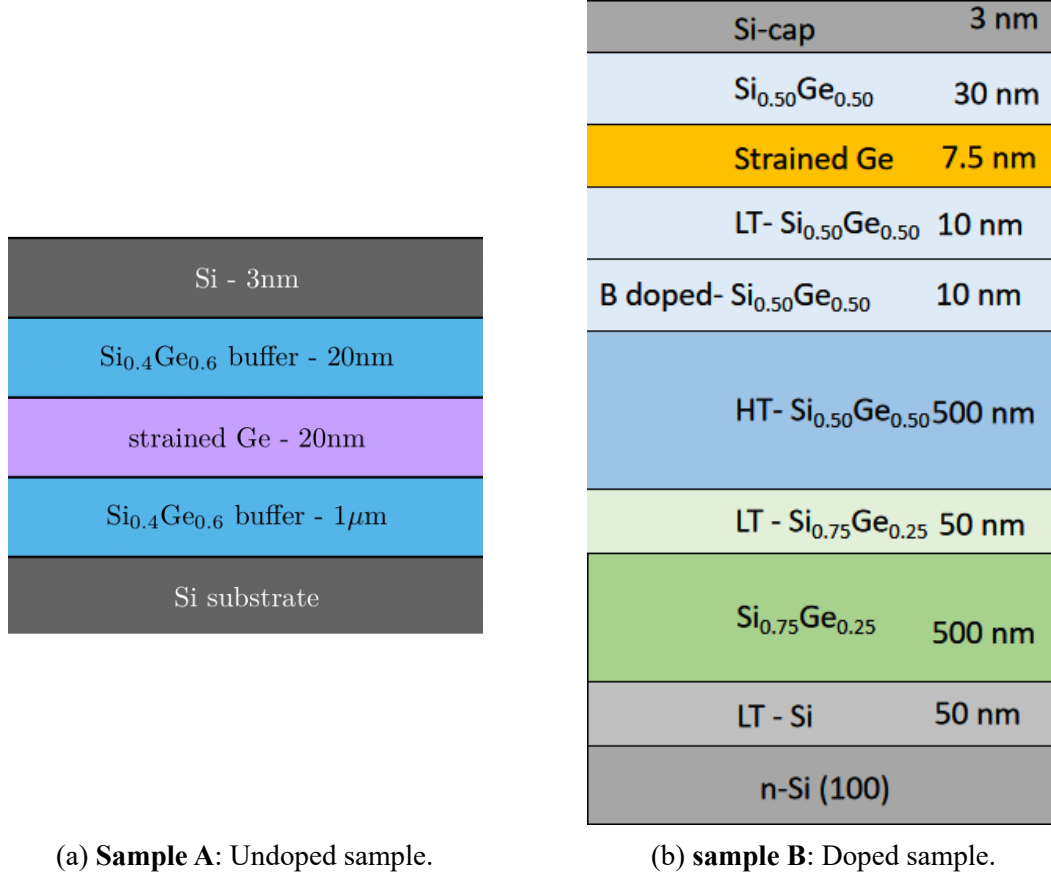 Si - 3nm
Si0.4Ge0.6 buffer - 20nm
strained Ge - 20nm
Si0.4Ge0.6 buffer - 1μm
Si substrate
(a) Sample A: Undoped sample.
Si-cap 3 nm
Si0.50Ge0.50 30 nm
Strained Ge 7.5 nm
LT- Si0.50Ge0.50 10 nm
B doped- Si0.50Ge0.50 10 nm
HT- Si0.50Ge0.50 500 nm
LT - Si0.75Ge0.25 50 nm
Si0.75Ge0.25 500 nm
LT - Si 50 nm
n-Si (100)
(b) sample B: Doped sample.